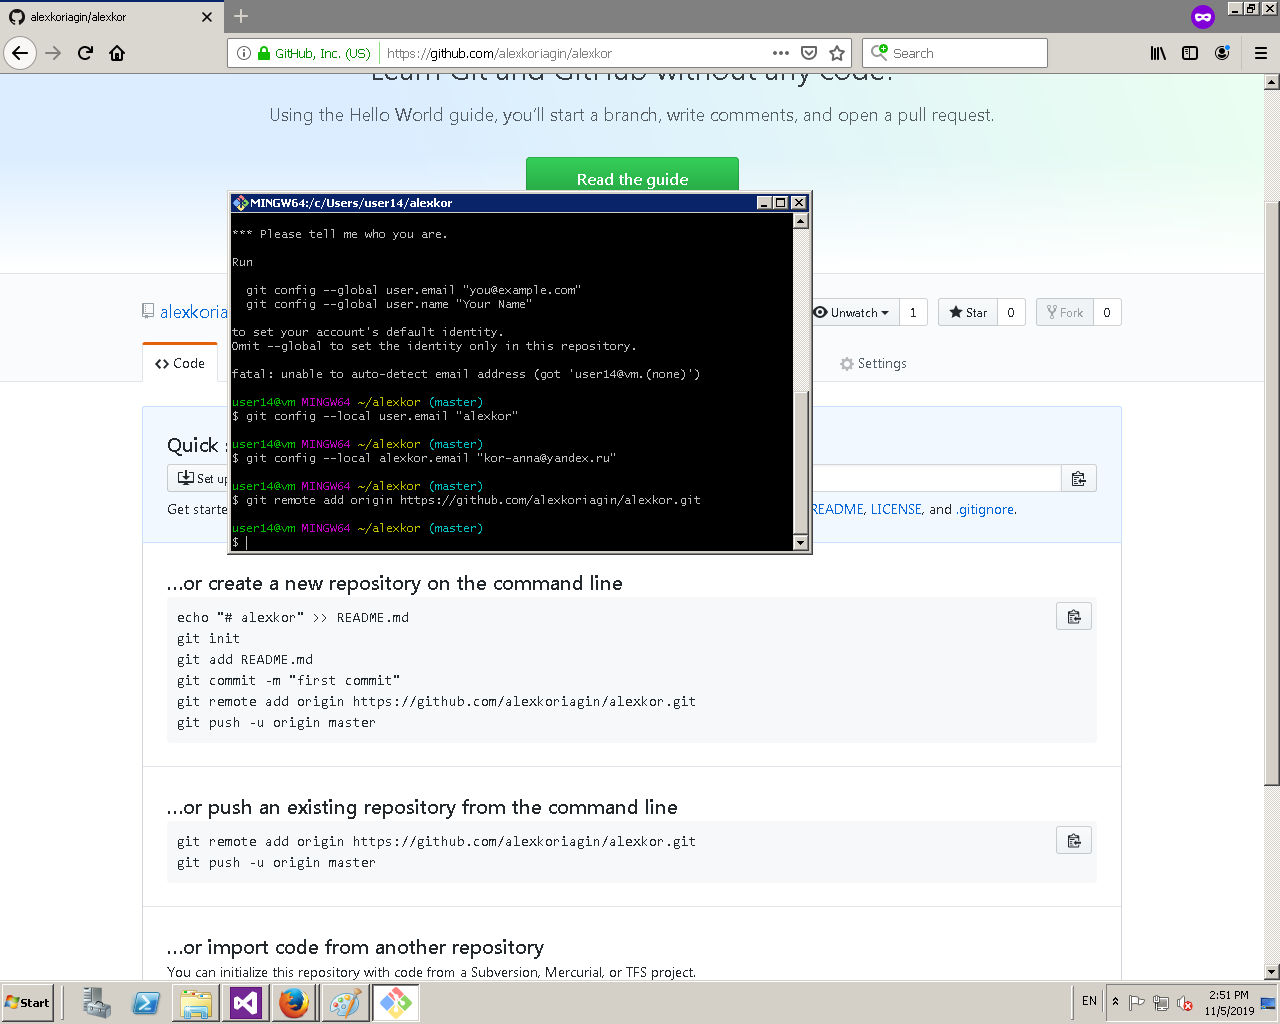 alexkoriagin/alexkor
GitHub, Inc. (US)
https://github.com/alexkoriagin/alexkor
Search
Learn Git and GitHub without any code!
Using the Hello World guide, you'll start a branch, write comments, and open a pull request.
Read the guide
MINGW64:/c/Users/user14/alexkor
*** Please tell me who you are.
Run
git config --global user.email "you@example.com"
git config --global user.name "Your Name"
to set your account's default identity.
Omit --global to set the identity only in this repository.
fatal: unable to auto-detect email address (got 'user14@vm.(none)')
user14@vm MINGW64 ~/alexkor (master)
$ git config --local user.email "alexkor"
user14@vm MINGW64 ~/alexkor (master)
$ git config --local alexkor.email "kor-anna@yandex.ru"
user14@vm MINGW64 ~/alexkor (master)
$ git remote add origin https://github.com/alexkoriagin/alexkor.git
user14@vm MINGW64 ~/alexkor (master)
$
alexkoria
Unwatch 1 Star 0 Fork 0
Code
Settings
Quick
Set up
Get starte
README, LICENSE, and .gitignore.
…or create a new repository on the command line
echo "# alexkor" >> README.md
git init
git add README.md
git commit -m "first commit"
git remote add origin https://github.com/alexkoriagin/alexkor.git
git push -u origin master
…or push an existing repository from the command line
git remote add origin https://github.com/alexkoriagin/alexkor.git
git push -u origin master
…or import code from another repository
You can initialize this repository with code from a Subversion, Mercurial, or TFS project.
Start
EN
2:51 PM
11/5/2019